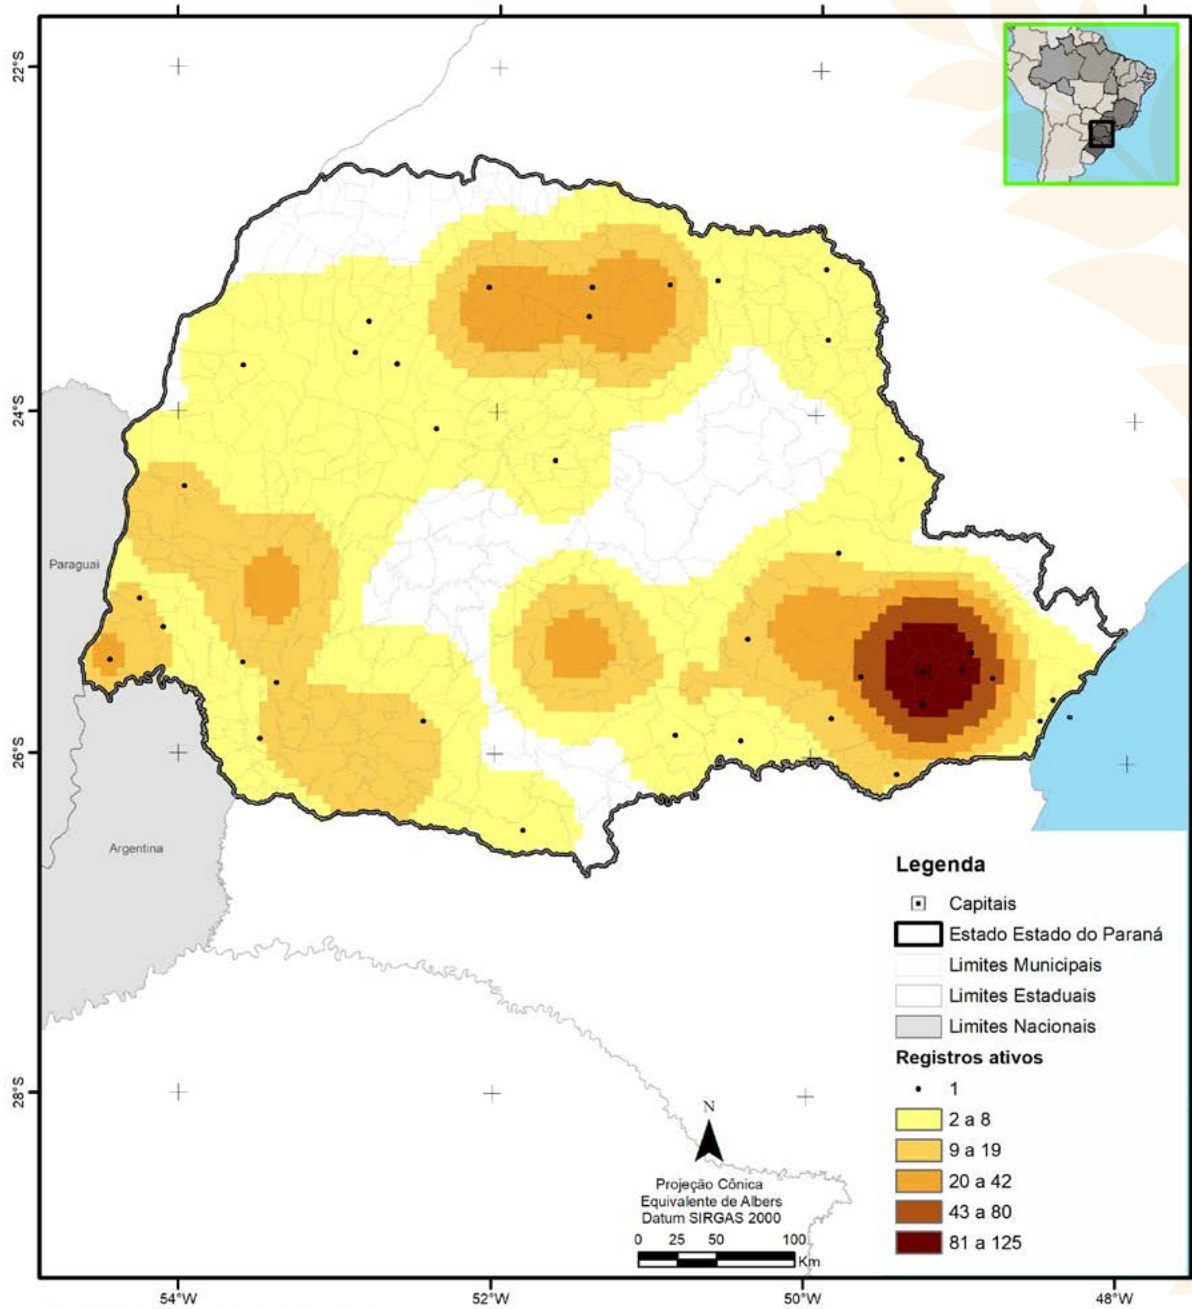 22°S
24°S
26°S
28°S
Paraguai
Argentina
Legenda
Capitais
Estado Estado do Paraná
Limites Municipais
Limites Estaduais
Limites Nacionais
Registros ativos
1
2 a 8
9 a 19
20 a 42
43 a 80
81 a 125
N
Projeção Cônica
Equivalente de Albers
Datum SIRGAS 2000
0 25 50 100
Km
54°W 52°W 50°W 48°W